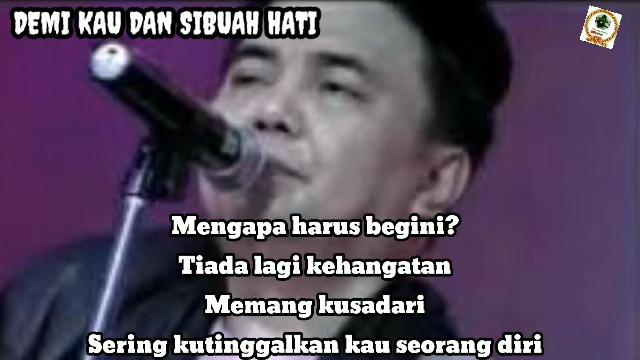 DEMI KAU DAN SIBUAH HATI
Mengapa harus begini?
Tiada lagi kehangatan
Memang kusadari
Sering kutinggalkan kau seorang diri